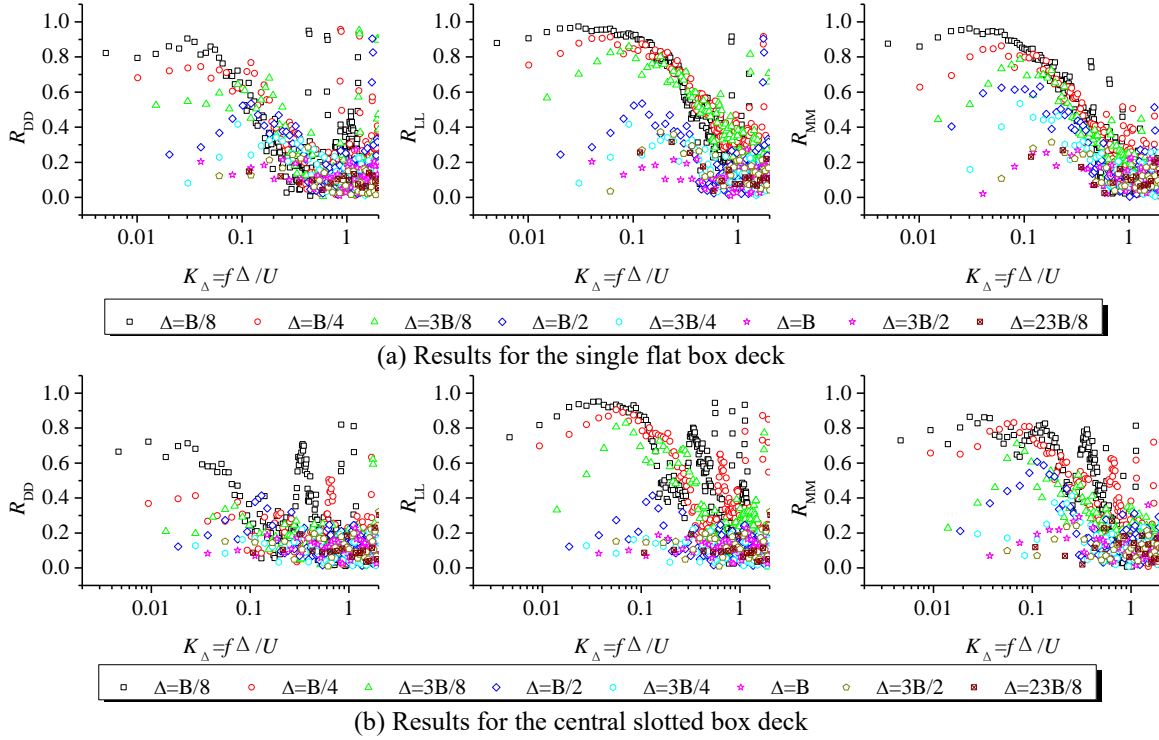 1.0 1.0 1.0
0.8 0.8 0.8
0.6 0.6 0.6
R_DD R_LL R_MM
0.4 0.4 0.4
0.2 0.2 0.2
0.0 0.0 0.0
0.01 0.1 1 0.01 0.1 1 0.01 0.1 1
K_Δ=fΔ/U K_Δ=fΔ/U K_Δ=fΔ/U
Δ=B/8 Δ=B/4 Δ=3B/8 Δ=B/2 Δ=3B/4 Δ=B Δ=3B/2 Δ=23B/8
(a) Results for the single flat box deck
1.0 1.0 1.0
0.8 0.8 0.8
0.6 0.6 0.6
R_DD R_LL R_MM
0.4 0.4 0.4
0.2 0.2 0.2
0.0 0.0 0.0
0.01 0.1 1 0.01 0.1 1 0.01 0.1 1
K_Δ=fΔ/U K_Δ=fΔ/U K_Δ=fΔ/U
Δ=B/8 Δ=B/4 Δ=3B/8 Δ=B/2 Δ=3B/4 Δ=B Δ=3B/2 Δ=23B/8
(b) Results for the central slotted box deck